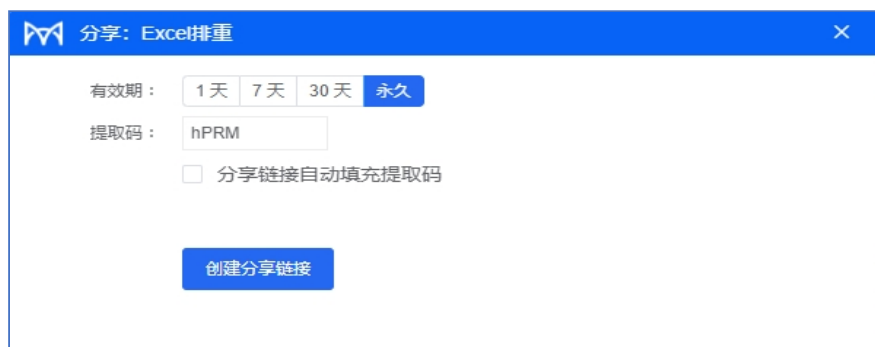 分享：Excel排重
有效期： 1天 7天 30天 永久
提取码： hPRM
分享链接自动填充提取码
创建分享链接